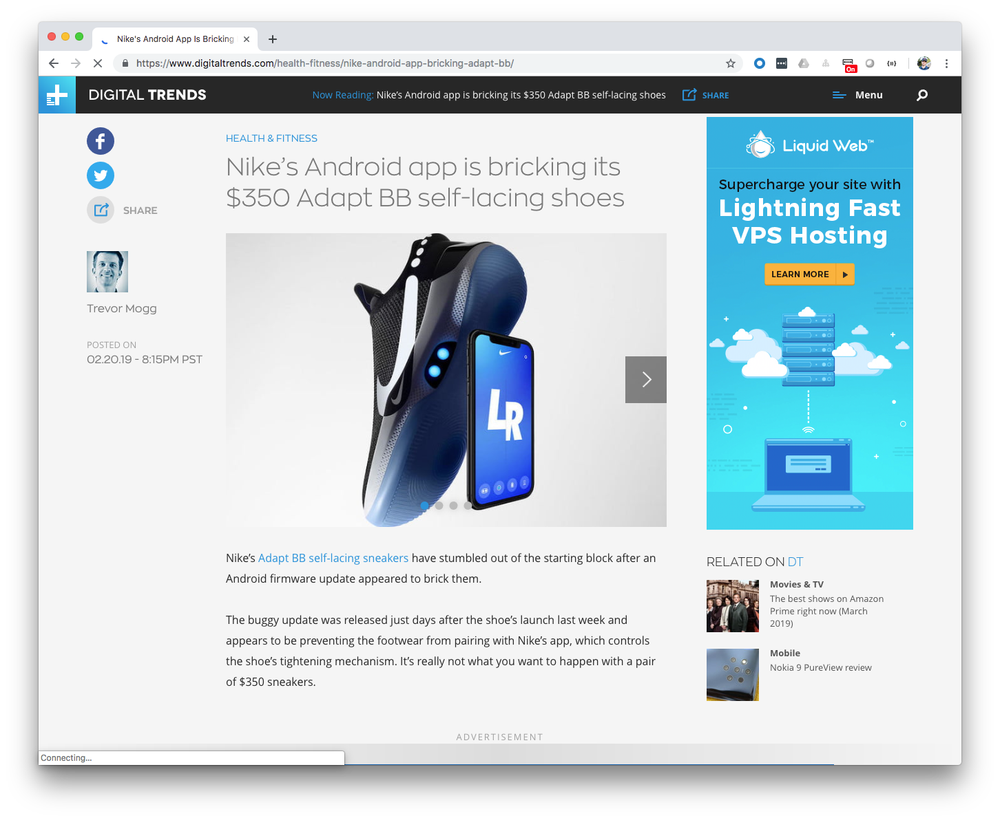 Nike's Android App Is Bricking
https://www.digitaltrends.com/health-fitness/nike-android-app-bricking-adapt-bb/
On
DIGITAL TRENDS
Now Reading: Nike's Android app is bricking its $350 Adapt BB self-lacing shoes
SHARE
Menu
SHARE
Trevor Mogg
POSTED ON
02.20.19 - 8:15PM PST
HEALTH & FITNESS
Nike’s Android app is bricking its
$350 Adapt BB self-lacing shoes
LR
Nike’s Adapt BB self-lacing sneakers have stumbled out of the starting block after an
Android firmware update appeared to brick them.
The buggy update was released just days after the shoe’s launch last week and
appears to be preventing the footwear from pairing with Nike’s app, which controls
the shoe’s tightening mechanism. It’s really not what you want to happen with a pair
of $350 sneakers.
ADVERTISEMENT
Liquid Web™
Supercharge your site with
Lightning Fast
VPS Hosting
LEARN MORE
RELATED ON DT
Movies & TV
The best shows on Amazon
Prime right now (March
2019)
Mobile
Nokia 9 PureView review
Connecting...